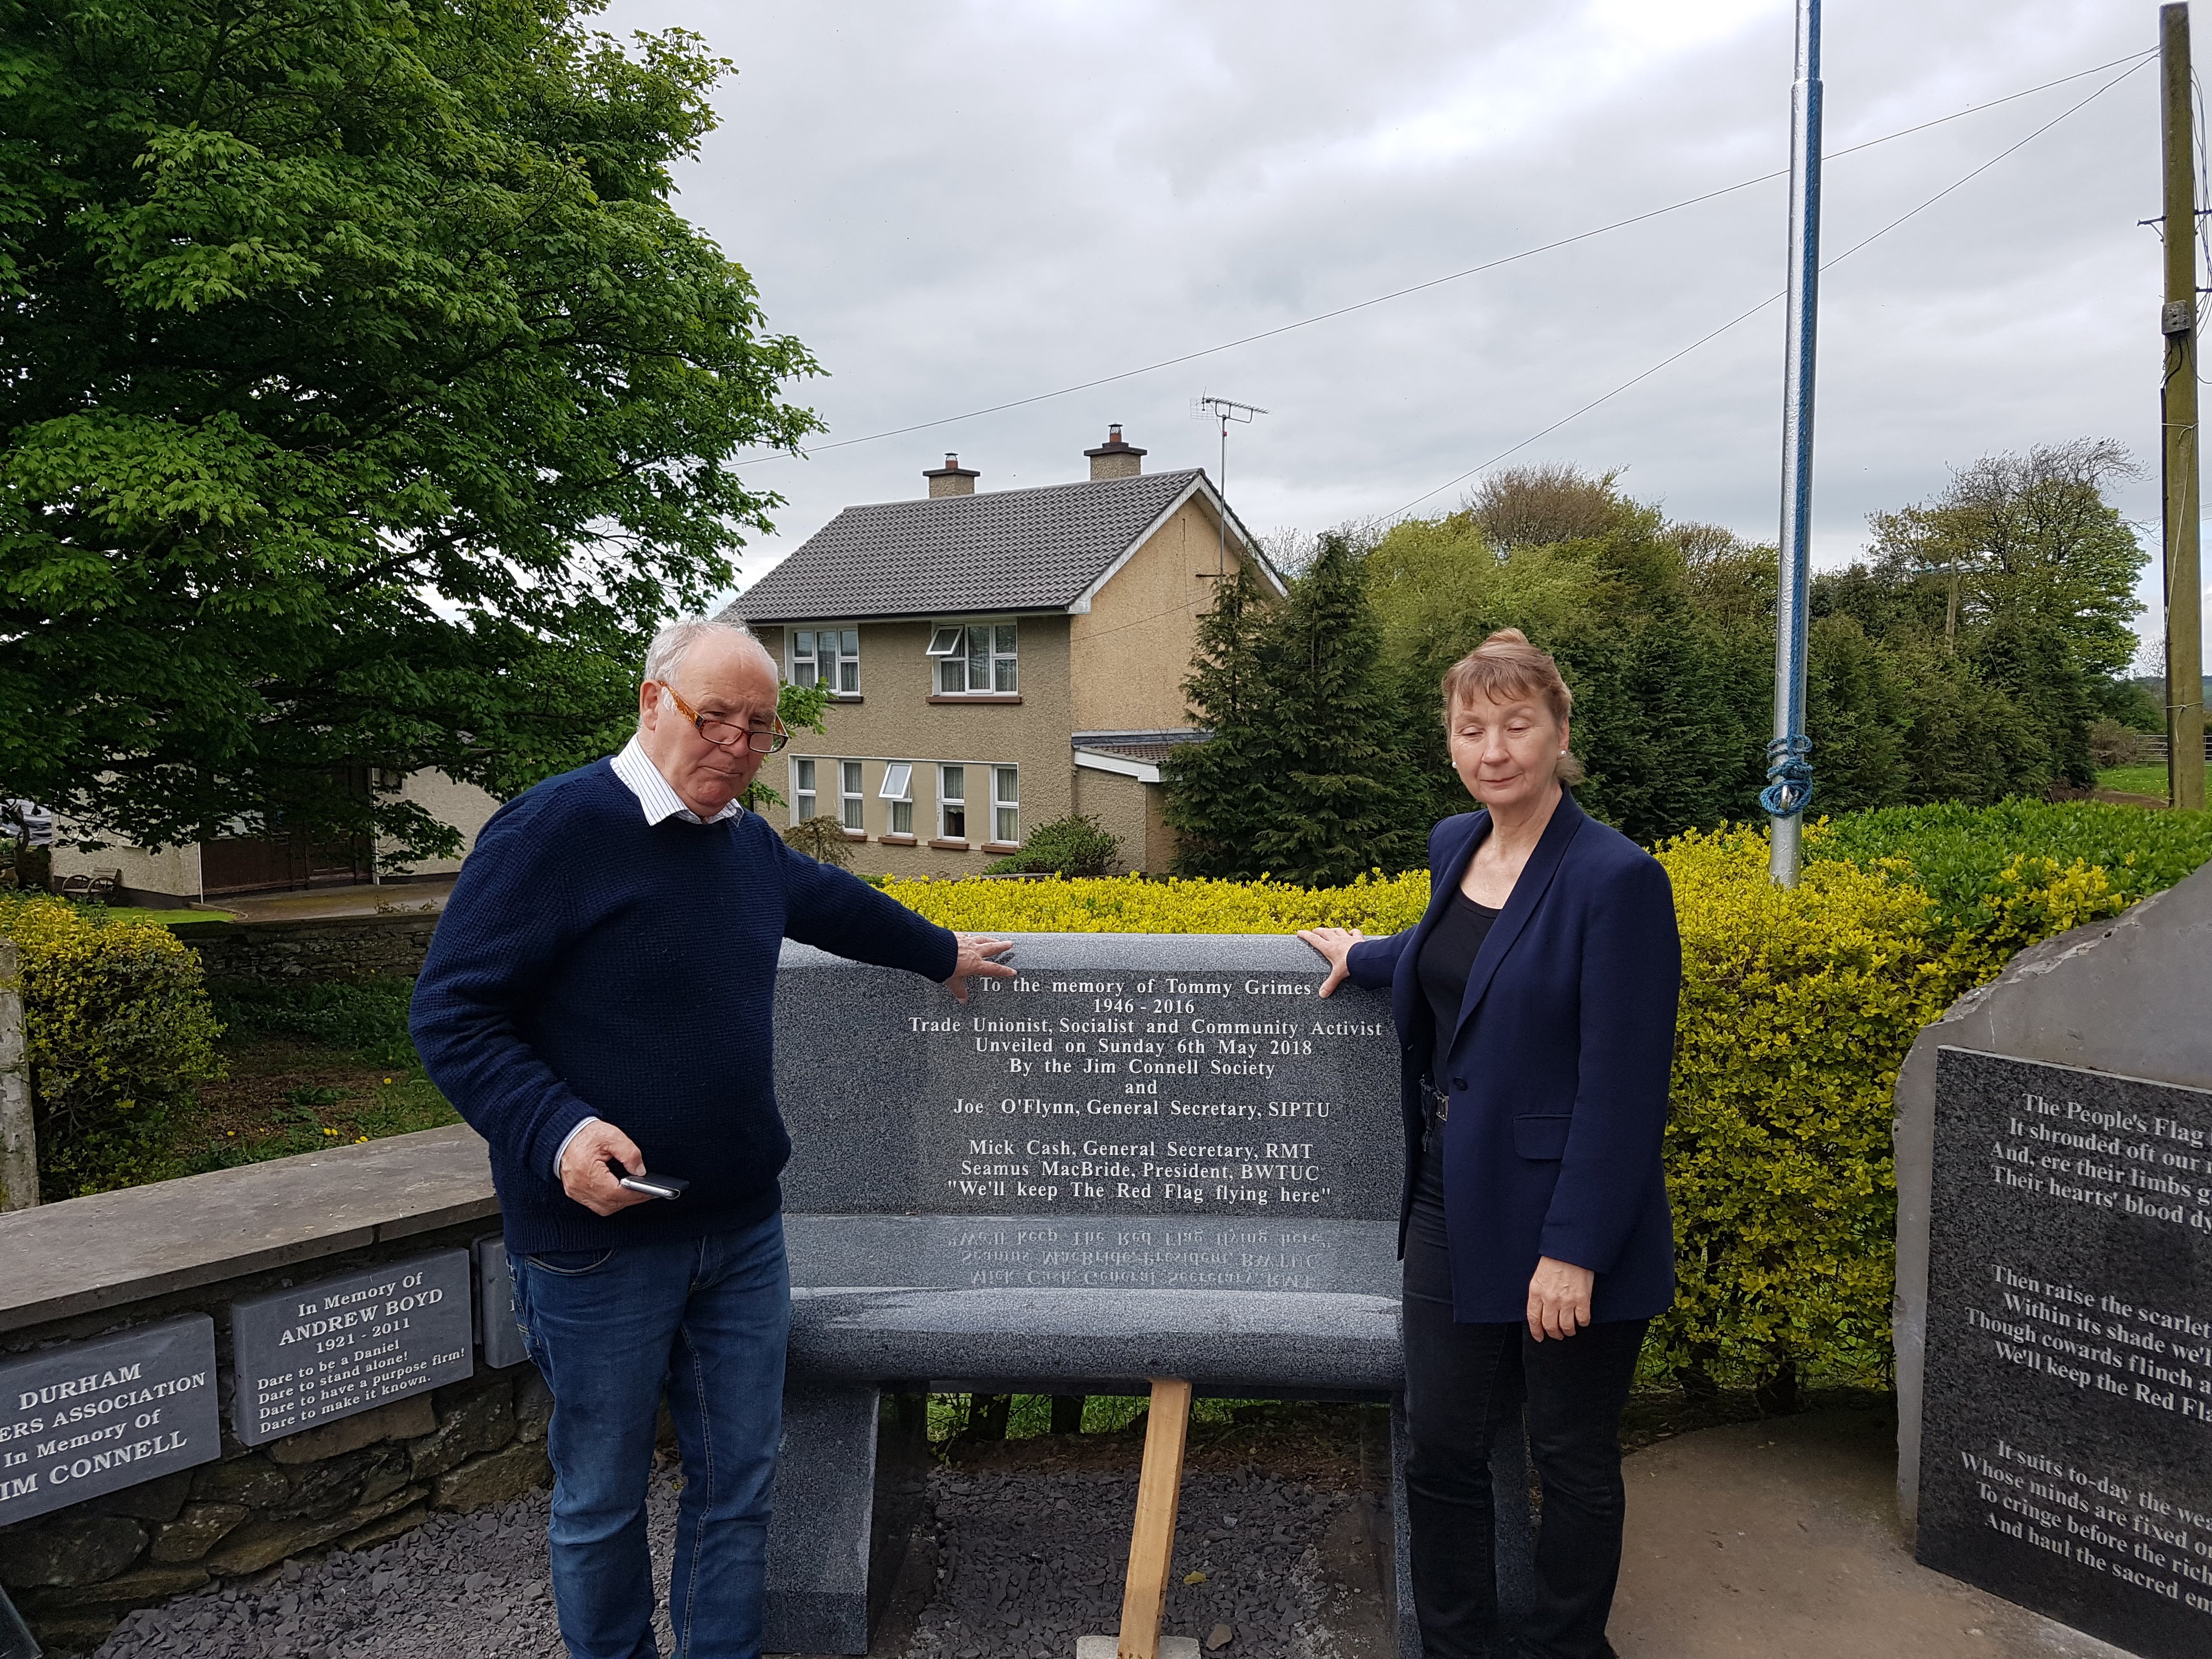 To the memory of Tommy Grimes
1946 - 2016
Trade Unionist, Socialist and Community Activist
Unveiled on Sunday 6th May 2018
By the Jim Connell Society
and
Joe O'Flynn, General Secretary, SIPTU
Mick Cash, General Secretary, RMT
Seamus MacBride, President, BWTUC
"We'll keep The Red Flag flying here"
DURHAM
ERS ASSOCIATION
In Memory Of
IM CONNELL
In Memory Of
ANDREW BOYD
1921 - 2011
Dare to be a Daniel
Dare to stand alone!
Dare to have a purpose firm!
Dare to make it known.
The People's Flag
It shrouded oft our
And, ere their limbs
Their hearts' blood
Then raise the scarlet
Within its shade we'll
Though cowards flinch
We'll keep the Red
It suits to-day the
Whose minds are fixed
To cringe before the rich
And haul the sacred